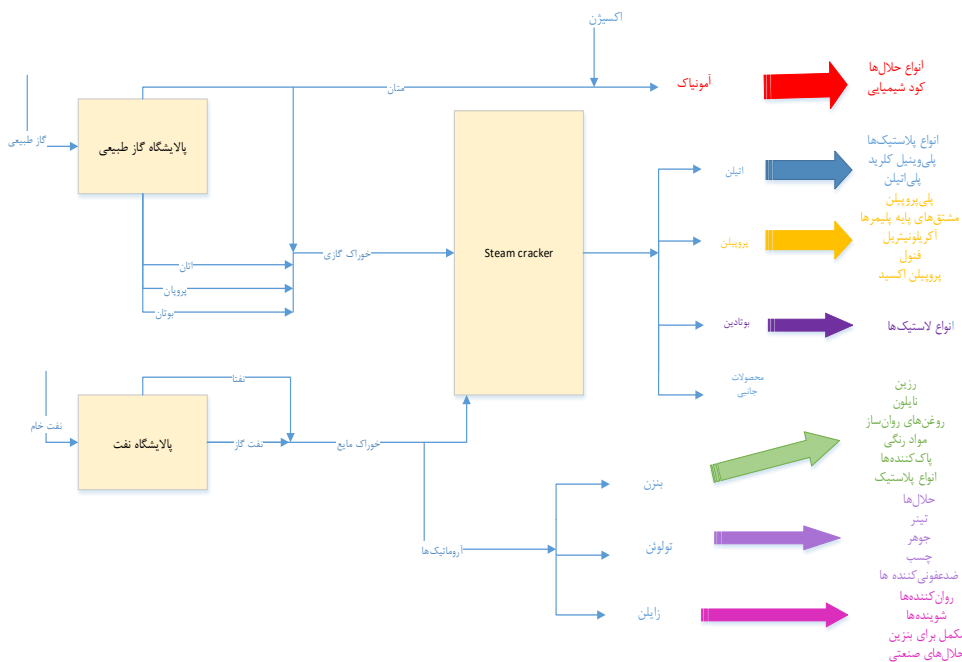 اکسیژن
انواع حلال‌ها
کود شیمیایی
آمونیاک
متان
گاز طبیعی
پالایشگاه گاز طبیعی
انواع پلاستیک‌ها
پلی‌وینیل کلرید
پلی‌اتیلن
اتیلن
پلی‌پروپیلن
مشتق‌های پایه پلیمرها
آکریلونیتریل
فنول
پروپیلن اکسید
پروپیلن
Steam cracker
خوراک گازی
اتان
پروپان
بوتان
انواع لاستیک‌ها
بوتادین
محصولات
جانبی
نفتا
نفت خام
پالایشگاه نفت
نفت گاز
خوراک مایع
رزین
نایلون
روغن‌های روان‌ساز
مواد رنگی
پاک‌کننده‌ها
انواع پلاستیک
بنزن
حلال‌ها
تینر
جوهر
چسب
ضدعفونی‌کننده ها
تولوئن
آروماتیک‌ها
روان‌کننده‌ها
شوینده‌ها
مکمل برای بنزین
حلال‌های صنعتی
زایلن